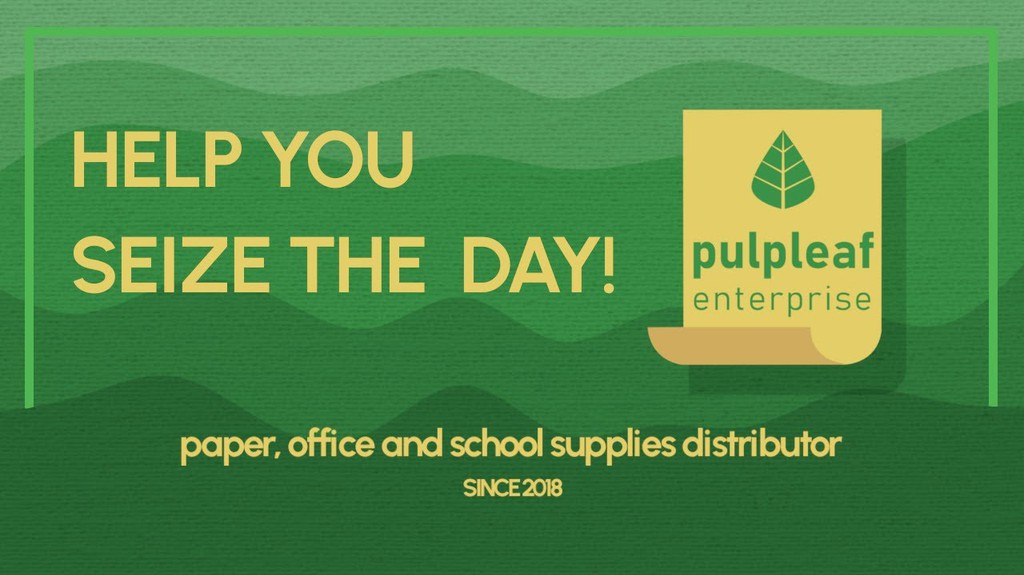 HELP YOU
SEIZE THE DAY!
pulpleaf
enterprise
paper, office and school supplies distributor
SINCE 2018